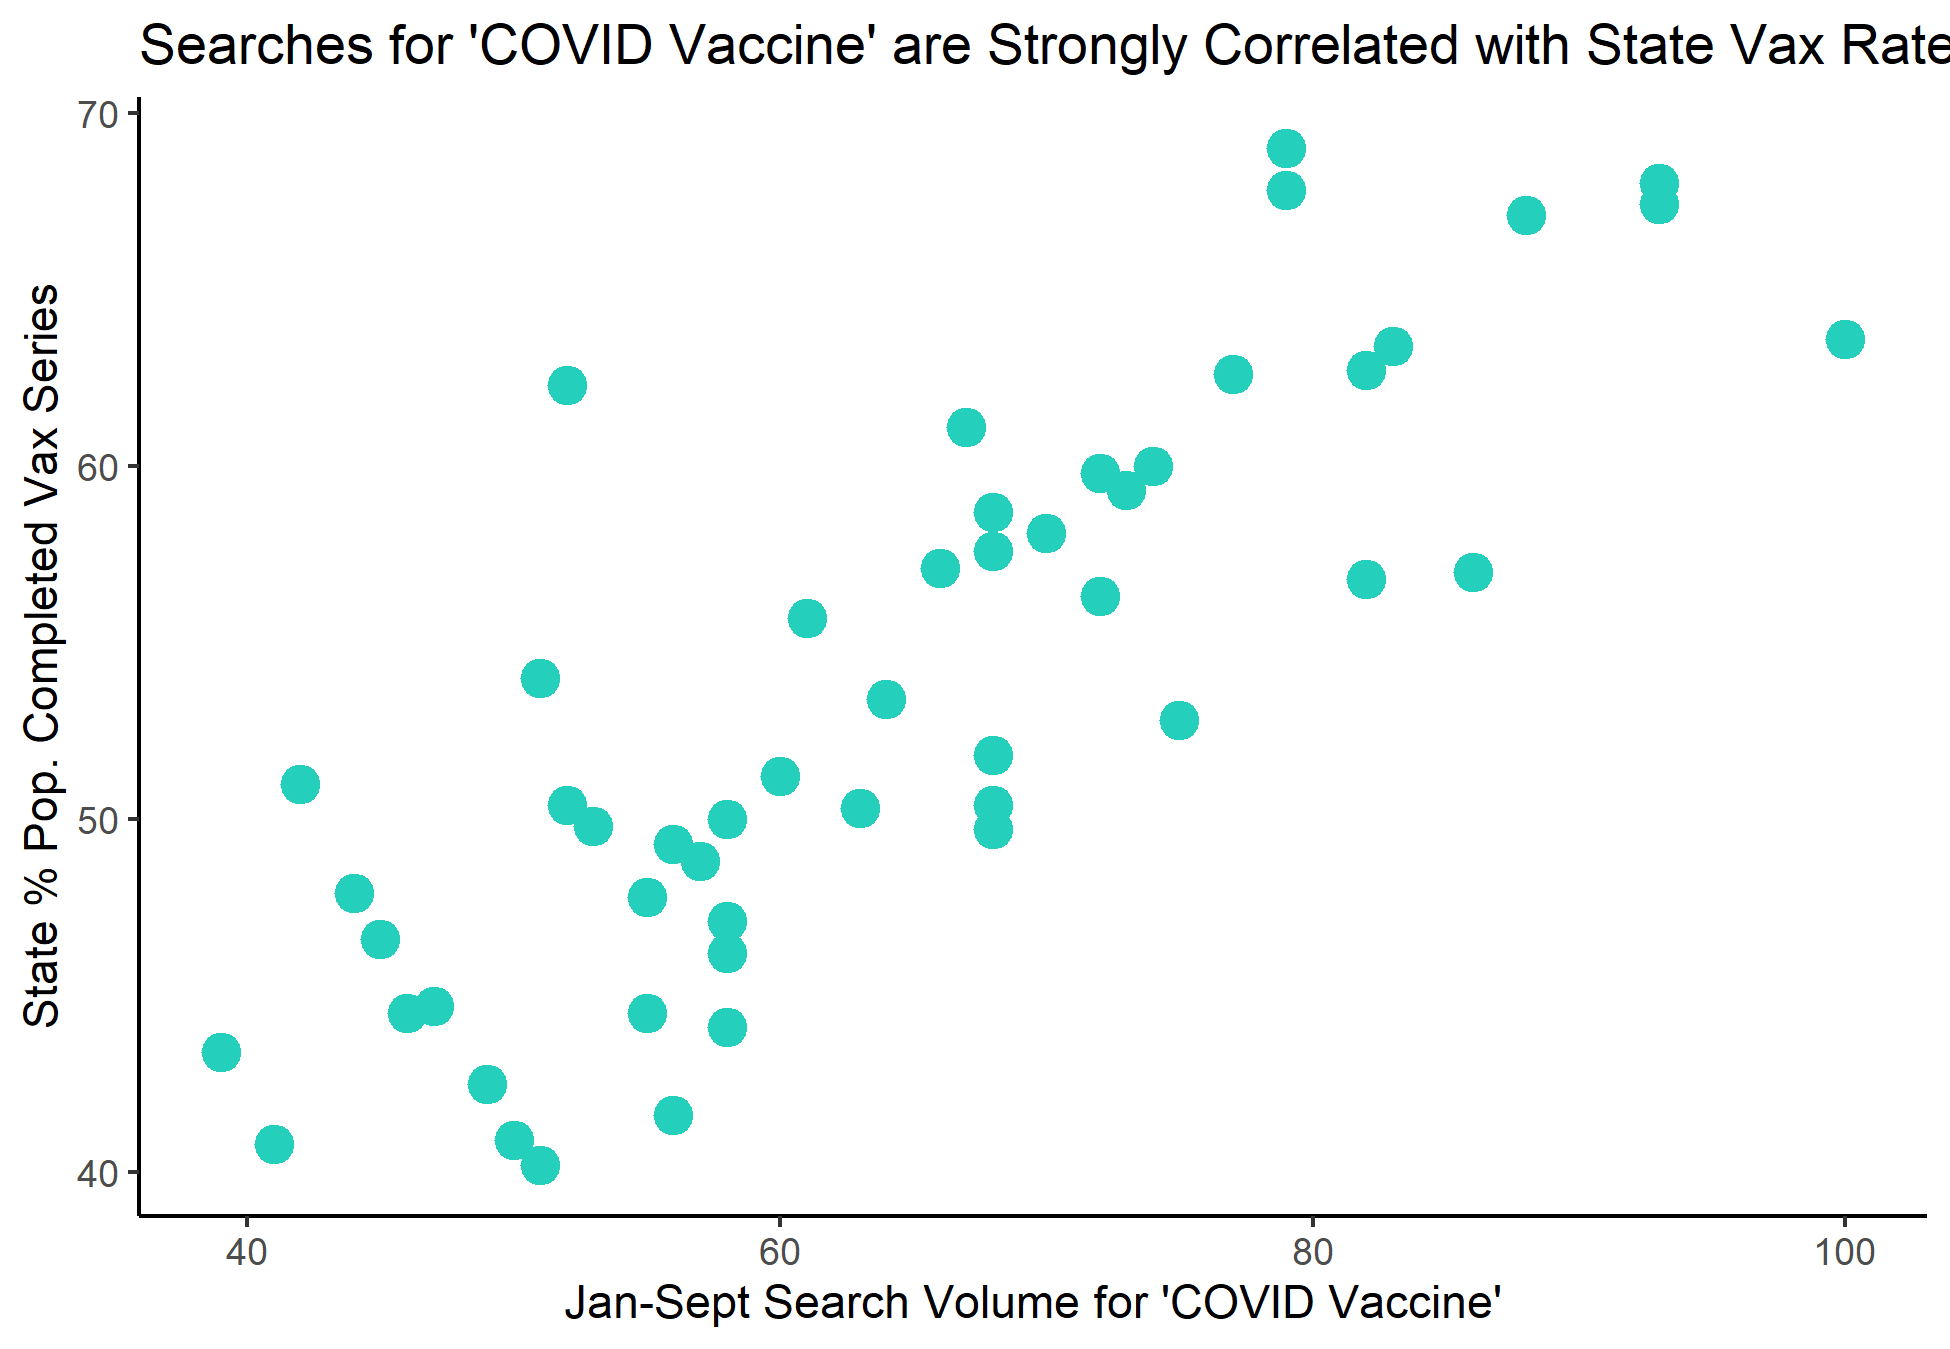 Searches for 'COVID Vaccine' are Strongly Correlated with State Vax Rate
70
60
50
40
State % Pop. Completed Vax Series
40 60 80 100
Jan-Sept Search Volume for 'COVID Vaccine'